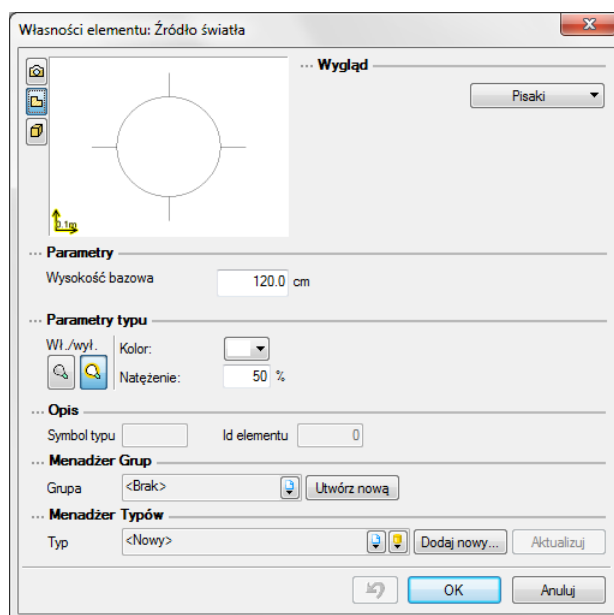 Własności elementu: Źródło światła
Wygląd
Pisaki
0.1m
Parametry
Wysokość bazowa 120.0 cm
Parametry typu
Wł./wył. Kolor:
Natężenie: 50 %
Opis
Symbol typu Id elementu 0
Menadżer Grup
Grupa <Brak> Utwórz nową
Menadżer Typów
Typ <Nowy> Dodaj nowy... Aktualizuj
OK Anuluj